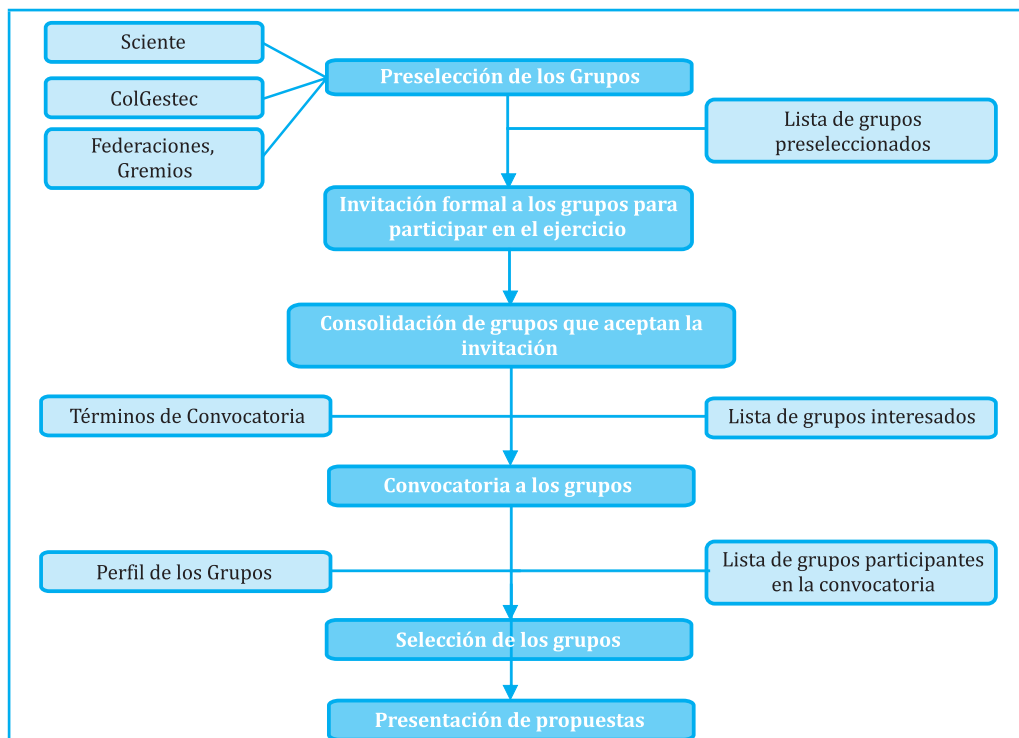 Sciente
ColGestec
Federaciones,
Gremios
Preselección de los Grupos
Lista de grupos
preseleccionados
Invitación formal a los grupos para
participar en el ejercicio
Consolidación de grupos que aceptan la
invitación
Términos de Convocatoria
Lista de grupos interesados
Convocatoria a los grupos
Perfil de los Grupos
Lista de grupos participantes
en la convocatoria
Selección de los grupos
Presentación de propuestas